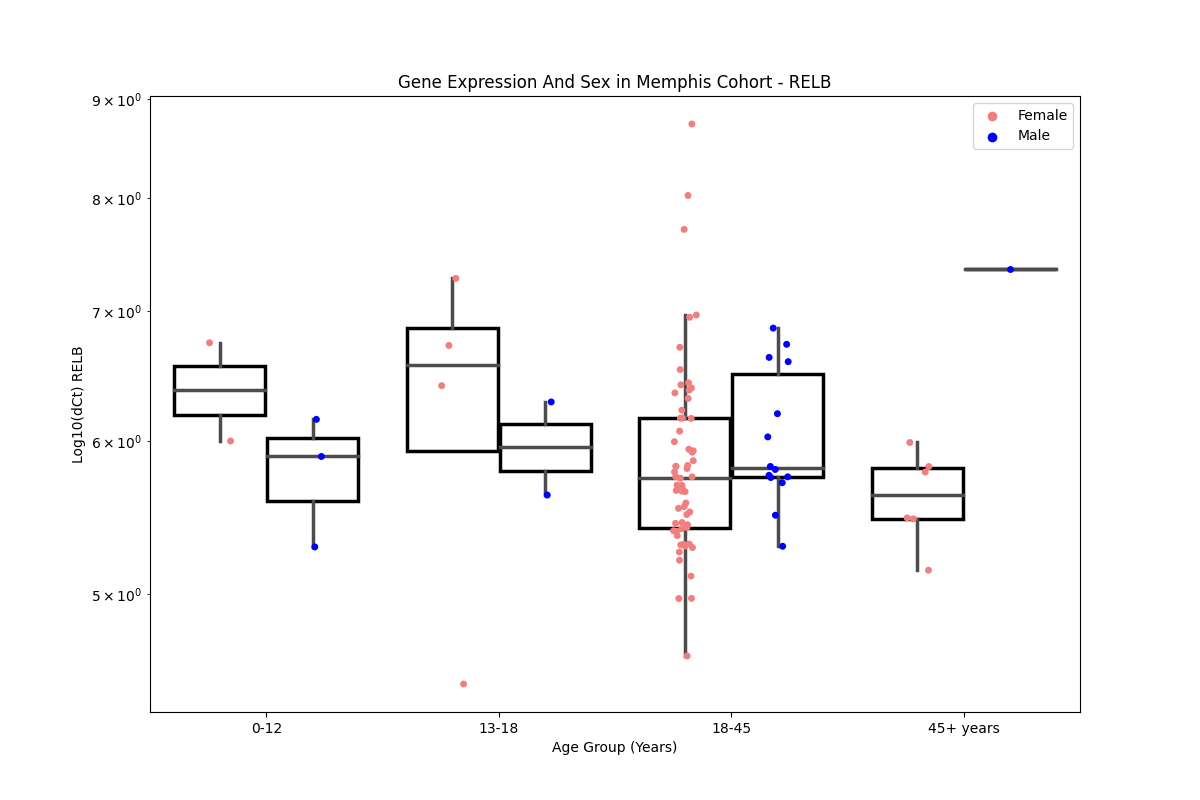 Gene Expression And Sex in Memphis Cohort - RELB
Female
Male
9 × 10⁰
8 × 10⁰
7 × 10⁰
6 × 10⁰
5 × 10⁰
Log10(dCt) RELB
0-12
13-18
18-45
45+ years
Age Group (Years)